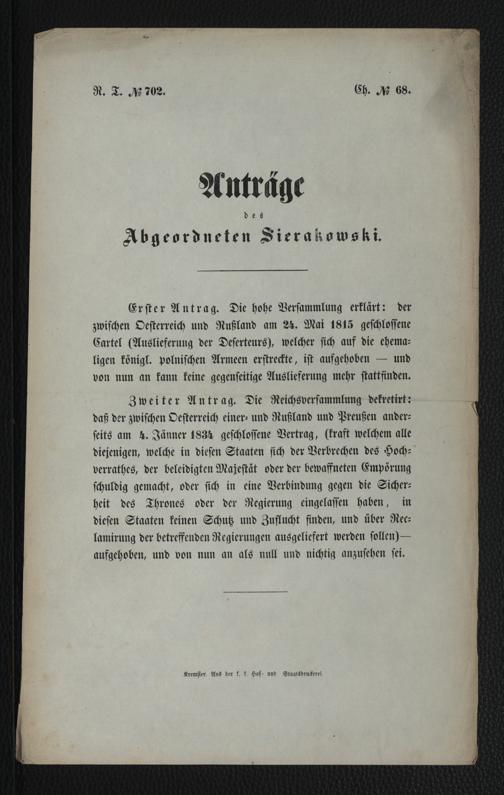 R. T. № 702. Ch. № 68.
Anträge
des
Abgeordneten Sierakowski.
Erster Antrag. Die hohe Versammlung erklärt: der
zwischen Oesterreich und Rußland am 24. Mai 1815 geschlossene
Cartel (Auslieferung der Deserteurs), welcher sich auf die ehema-
ligen königl. polnischen Armeen erstreckte, ist aufgehoben — und
von nun an kann keine gegenseitige Auslieferung mehr stattfinden.
Zweiter Antrag. Die Reichsversammlung dekretirt:
daß der zwischen Oesterreich einer- und Rußland und Preußen ander-
seits am 4. Jänner 1834 geschlossene Vertrag, (kraft welchem alle
diejenigen, welche in diesen Staaten sich der Verbrechen des Hoch-
verrathes, der beleidigten Majestät oder der bewaffneten Empörung
schuldig gemacht, oder sich in eine Verbindung gegen die Sicher-
heit des Thrones oder der Regierung eingelassen haben, in
diesen Staaten keinen Schutz und Zuflucht finden, und über Rec-
lamirung der betreffenden Regierungen ausgeliefert werden sollen)—
aufgehoben, und von nun an als null und nichtig anzusehen sei.
Kremsier. Aus der k. k. Hof- und Staatsdruckerei.